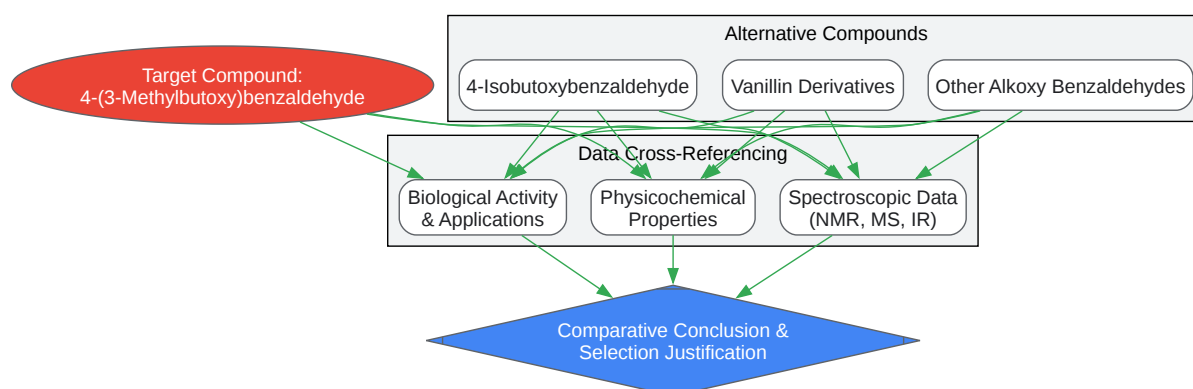 Alternative Compounds
Target Compound:
4-(3-Methylbutoxy)benzaldehyde
4-Isobutoxybenzaldehyde
Vanillin Derivatives
Other Alkoxy Benzaldehydes
Data Cross-Referencing
Biological Activity
& Applications
Physicochemical
Properties
Spectroscopic Data
(NMR, MS, IR)
Comparative Conclusion &
Selection Justification